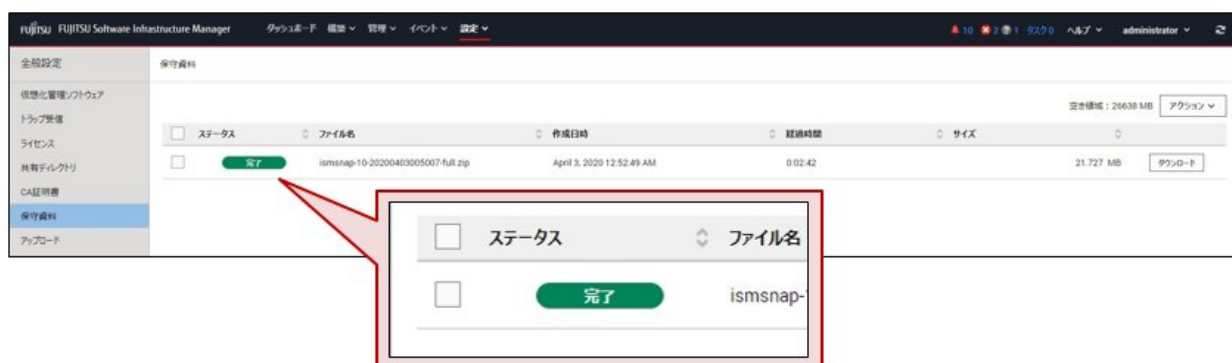 FUJITSU FUJITSU Software Infrastructure Manager ダッシュボード 構築 管理 イベント 設定 10 2 1 タスク 0 ヘルプ administrator
全般設定
保守資料
仮想化管理ソフトウェア
トラップ受信
ライセンス
共有ディレクトリ
CA証明書
保守資料
アップロード
空き領域：26638 MB アクション
ステータス ファイル名 作成日時 経過時間 サイズ
完了 ismsnap-10-20200403005007-full.zip April 3, 2020 12:52:49 AM 0:02:42 21.727 MB ダウンロード
ステータス ファイル名
完了 ismsnap-